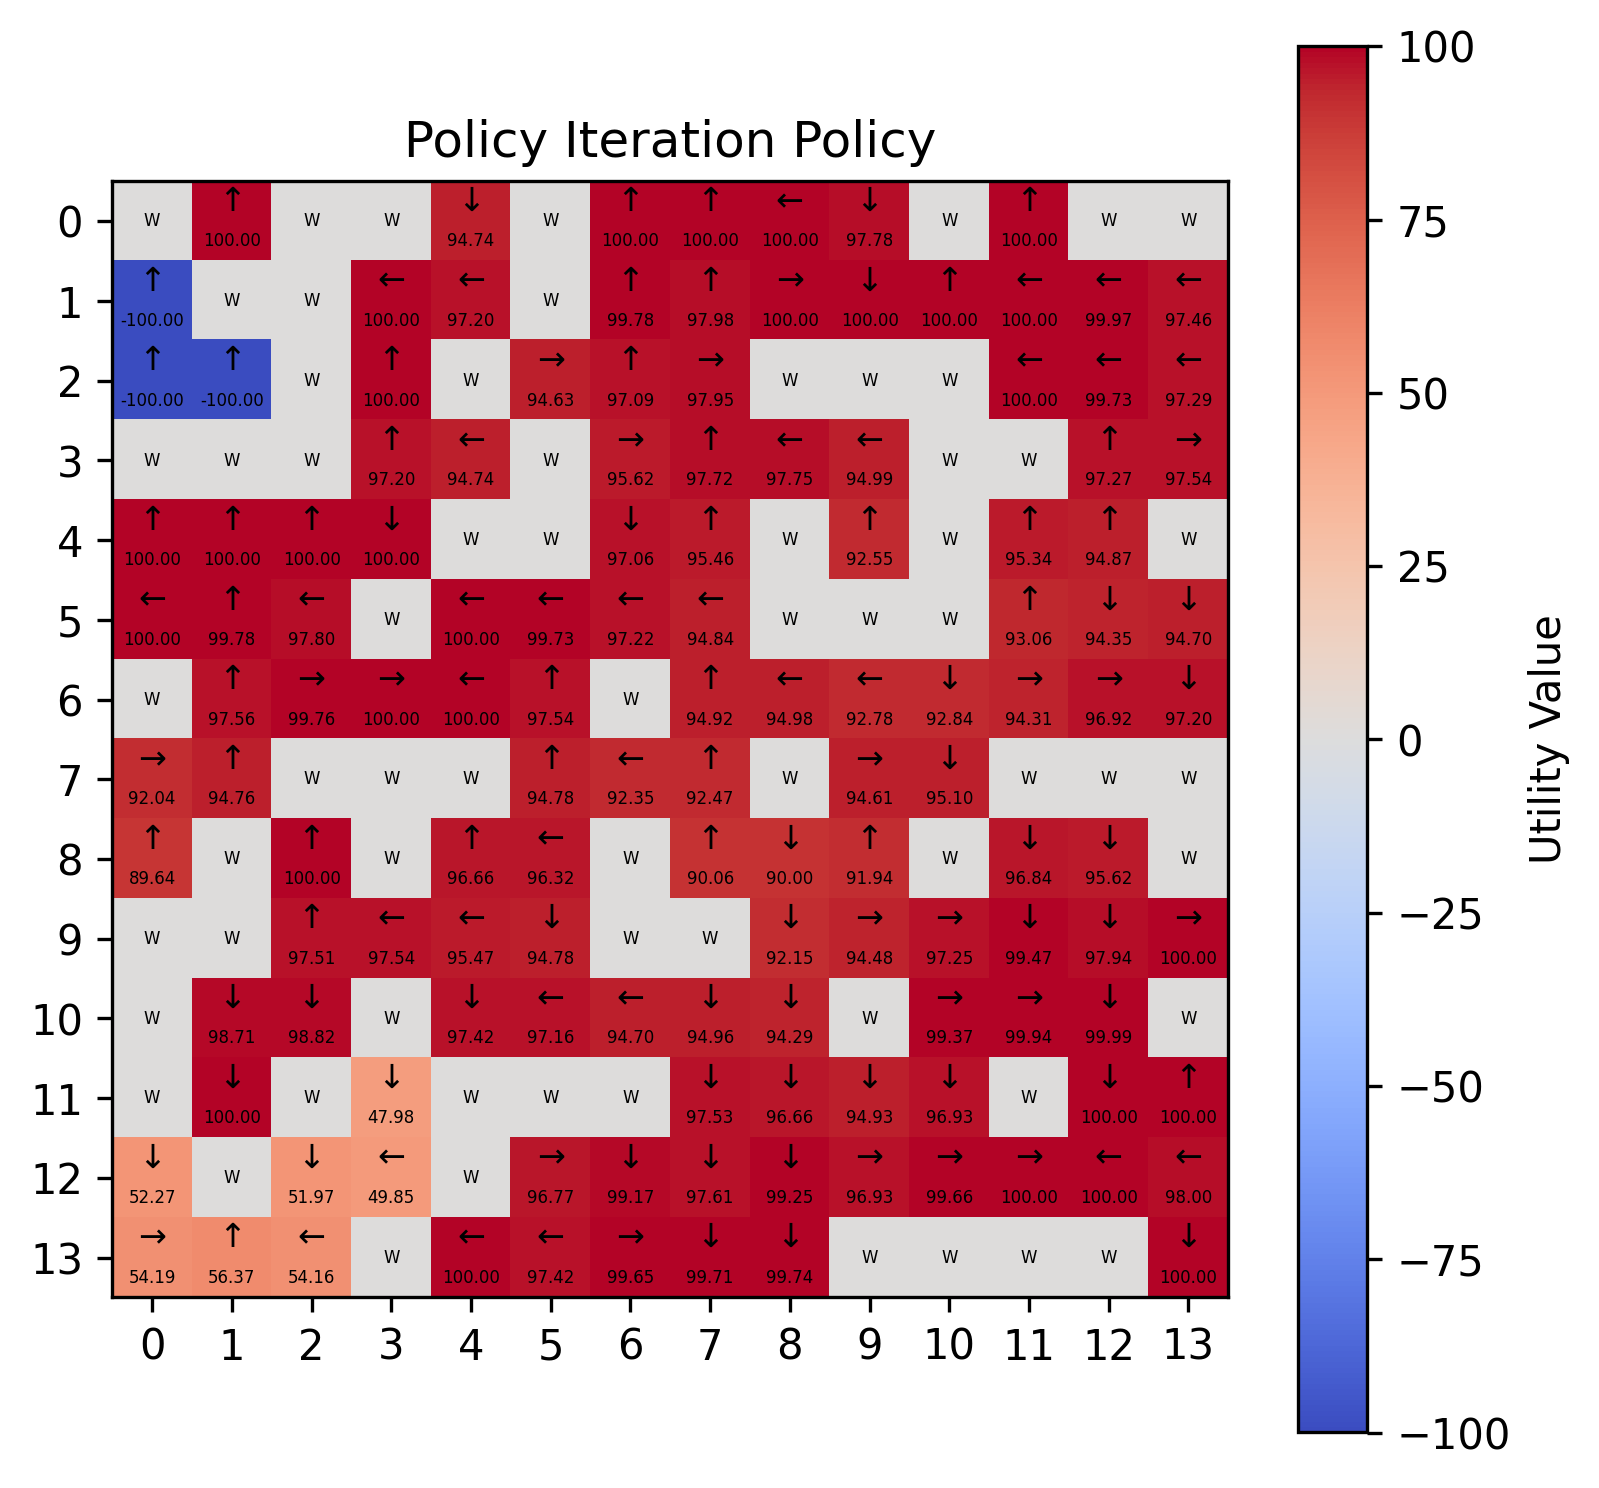 Policy Iteration Policy
0 W ↑ W W ↓ W ↑ ↑ ← ↓ W ↑ W W
100.00 94.74 100.00 100.00 100.00 97.78 100.00
1 ↑ W W ← ← W ↑ ↑ → ↓ ↑ ← ← ←
-100.00 100.00 97.20 99.78 97.98 100.00 100.00 100.00 100.00 99.97 97.46
2 ↑ ↑ W ↑ W → ↑ → W W W ← ← ←
-100.00 -100.00 100.00 94.63 97.09 97.95 100.00 99.73 97.29
3 W W W ↑ ← W → ↑ ← ← W W ↑ →
97.20 94.74 95.62 97.72 97.75 94.99 97.27 97.54
4 ↑ ↑ ↑ ↓ W W ↓ ↑ W ↑ W ↑ ↑ W
100.00 100.00 100.00 100.00 97.06 95.46 92.55 95.34 94.87
5 ← ↑ ← W ← ← ← ← W W W ↑ ↓ ↓
100.00 99.78 97.80 100.00 99.73 97.22 94.84 93.06 94.35 94.70
6 W ↑ → → ← ↑ W ↑ ← ← ↓ → → ↓
97.56 99.76 100.00 100.00 97.54 94.92 94.98 92.78 92.84 94.31 96.92 97.20
7 → ↑ W W W ↑ ← ↑ W → ↓ W W W
92.04 94.76 94.78 92.35 92.47 94.61 95.10
8 ↑ W ↑ W ↑ ← W ↑ ↓ ↑ W ↓ ↓ W
89.64 100.00 96.66 96.32 90.06 90.00 91.94 96.84 95.62
9 W W ↑ ← ← ↓ W W ↓ → → ↓ ↓ →
97.51 97.54 95.47 94.78 92.15 94.48 97.25 99.47 97.94 100.00
10 W ↓ ↓ W ↓ ← ← ↓ ↓ W → → ↓ W
98.71 98.82 97.42 97.16 94.70 94.96 94.29 99.37 99.94 99.99
11 W ↓ W ↓ W W W ↓ ↓ ↓ ↓ W ↓ ↑
100.00 47.98 97.53 96.66 94.93 96.93 100.00 100.00
12 ↓ W ↓ ← W → ↓ ↓ ↓ → → → ← ←
52.27 51.97 49.85 96.77 99.17 97.61 99.25 96.93 99.66 100.00 100.00 98.00
13 → ↑ ← W ← ← → ↓ ↓ W W W W ↓
54.19 56.37 54.16 100.00 97.42 99.65 99.71 99.74 100.00
0 1 2 3 4 5 6 7 8 9 10 11 12 13
100
75
50
25
0
−25
−50
−75
−100
Utility Value